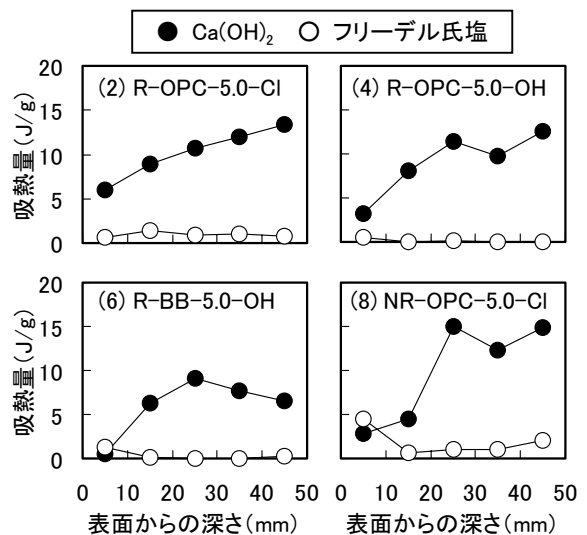 ● Ca(OH)₂ ○ フリーデル氏塩
(2) R-OPC-5.0-Cl
(4) R-OPC-5.0-OH
20
15
10
5
0
吸熱量(J/g)
(6) R-BB-5.0-OH
(8) NR-OPC-5.0-Cl
20
15
10
5
0
吸熱量(J/g)
0 10 20 30 40 50
0 10 20 30 40 50
表面からの深さ(mm)
表面からの深さ(mm)